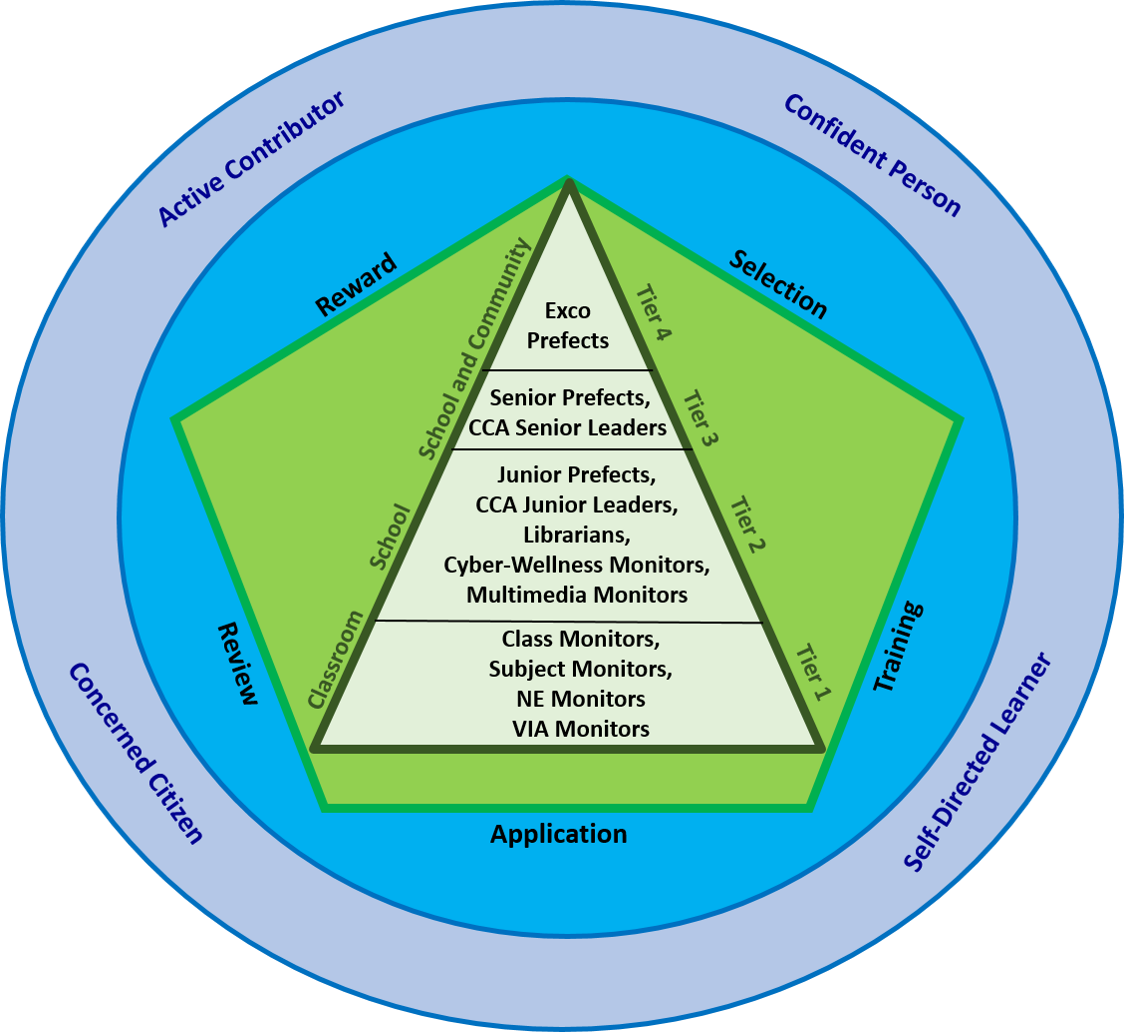 Active Contributor
Confident Person
Reward
Selection
School and Community
Tier 4
Exco
Prefects
Tier 3
Senior Prefects,
CCA Senior Leaders
School
Tier 2
Junior Prefects,
CCA Junior Leaders,
Librarians,
Cyber-Wellness Monitors,
Multimedia Monitors
Classroom
Tier 1
Class Monitors,
Subject Monitors,
NE Monitors
VIA Monitors
Review
Training
Application
Concerned Citizen
Self-Directed Learner